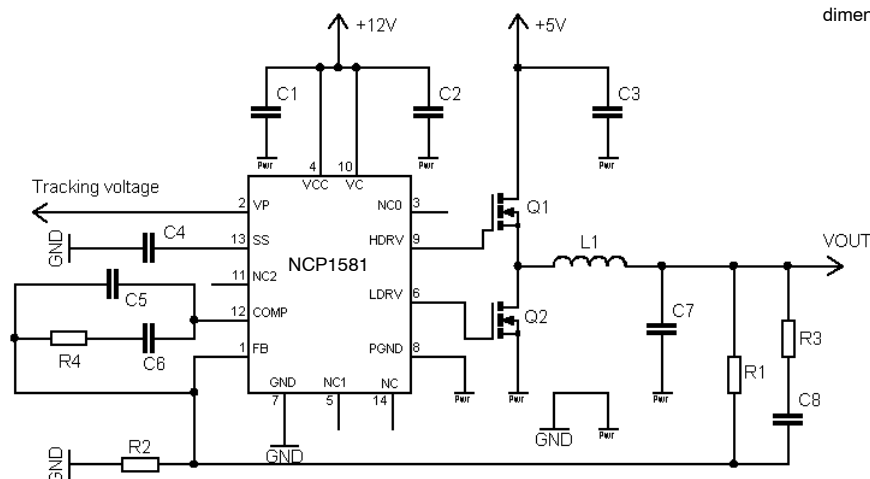 dimen
+12V
+5V
C1
C2
C3
Pwr
Pwr
Pwr
4
10
VCC
VC
Tracking voltage
2
VP
NC0
3
Q1
GND
C4
13
SS
HDRV
9
L1
VOUT
NCP1581
11
NC2
C5
LDRV
6
Q2
C7
12
COMP
R4
C6
1
FB
PGND
8
R3
R1
GND
NC1
NC
Pwr
Pwr
Pwr
7
5
14
C8
GND
Pwr
GND
R2
GND